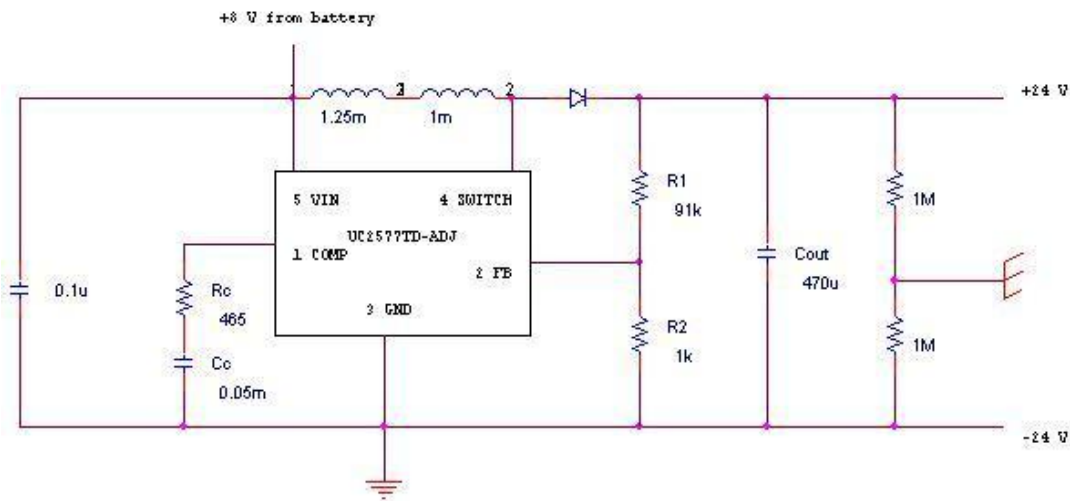 +8 V from battery
1
3
2
1.25m
1m
+24 V
5 VIN
4 SWITCH
UC2577TD-ADJ
1 COMP
2 FB
3 GND
R1
91k
1M
0.1u
Rc
465
Cout
470u
R2
1k
1M
Cc
0.05m
-24 V